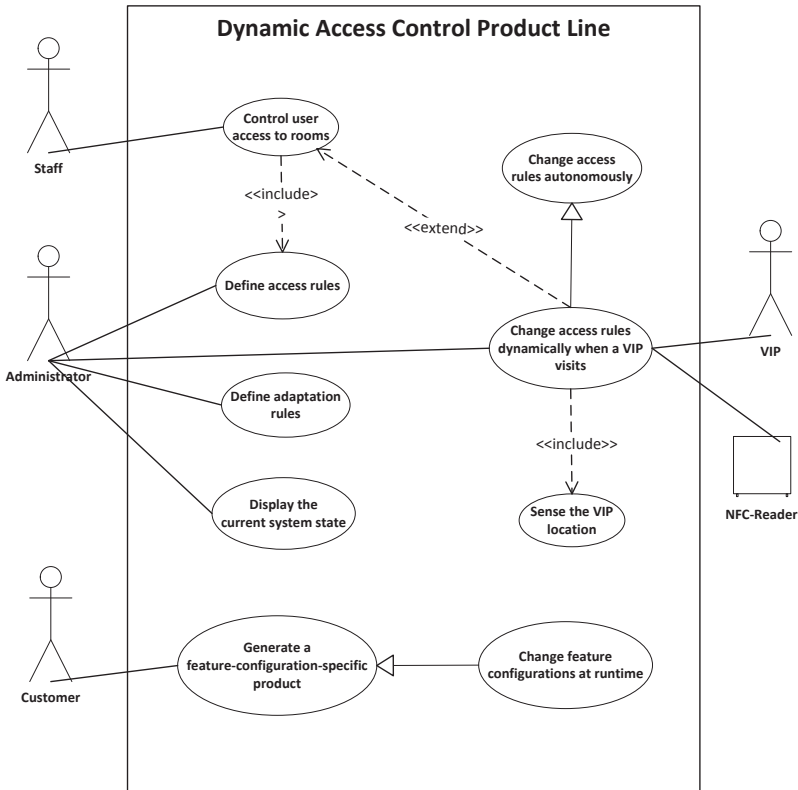 Dynamic Access Control Product Line
Control user
access to rooms
Staff
Change access
rules autonomously
<<include>
>
<<extend>>
Define access rules
Change access rules
dynamically when a VIP
visits
VIP
Administrator
Define adaptation
rules
<<include>>
Display the
current system state
Sense the VIP
location
NFC-Reader
Generate a
feature-configuration-specific
product
Change feature
configurations at runtime
Customer